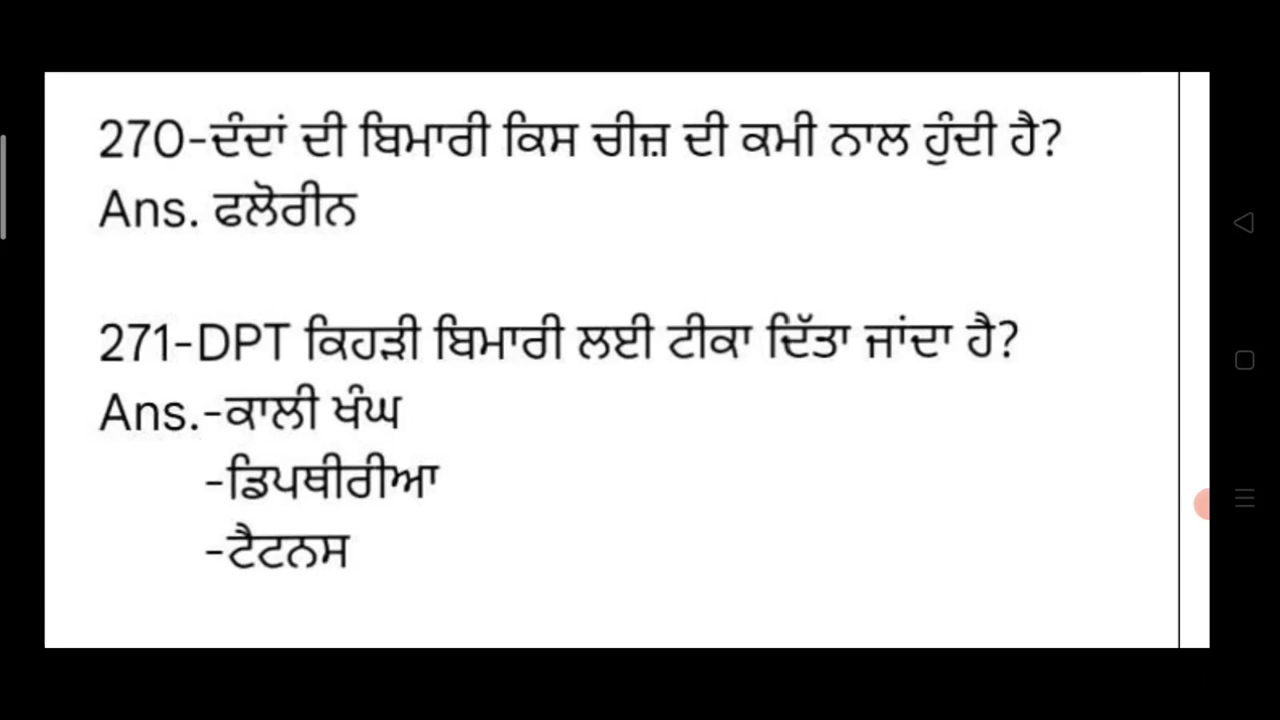 270-ਦੰਦਾਂ ਦੀ ਬਿਮਾਰੀ ਕਿਸ ਚੀਜ਼ ਦੀ ਕਮੀ ਨਾਲ ਹੁੰਦੀ ਹੈ?
Ans. ਫਲੋਰੀਨ
271-DPT ਕਿਹੜੀ ਬਿਮਾਰੀ ਲਈ ਟੀਕਾ ਦਿੱਤਾ ਜਾਂਦਾ ਹੈ?
Ans.-ਕਾਲੀ ਖੰਘ
-ਡਿਪਥੀਰੀਆ
-ਟੈਟਨਸ